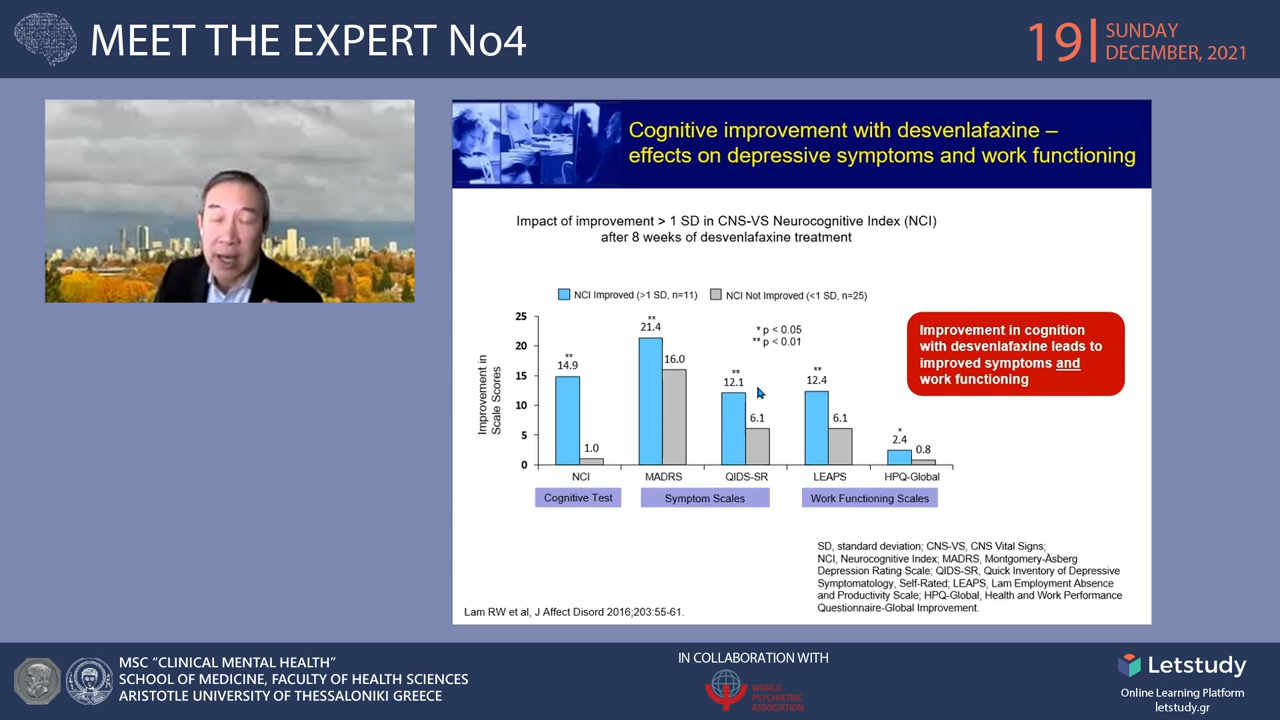 MEET THE EXPERT No4
19 SUNDAY
DECEMBER, 2021
Cognitive improvement with desvenlafaxine –
effects on depressive symptoms and work functioning
Impact of improvement > 1 SD in CNS-VS Neurocognitive Index (NCI)
after 8 weeks of desvenlafaxine treatment
NCI Improved (>1 SD, n=11) NCI Not Improved (<1 SD, n=25)
Improvement in
Scale Scores
25
20
15
10
5
0
**
14.9
1.0
**
21.4
16.0
**
12.1
6.1
**
12.4
6.1
*
2.4
0.8
* p < 0.05
** p < 0.01
NCI MADRS QIDS-SR LEAPS HPQ-Global
Cognitive Test Symptom Scales Work Functioning Scales
Improvement in cognition
with desvenlafaxine leads to
improved symptoms and
work functioning
SD, standard deviation; CNS-VS, CNS Vital Signs;
NCI, Neurocognitive Index; MADRS, Montgomery-Åsberg
Depression Rating Scale; QIDS-SR, Quick Inventory of Depressive
Symptomatology, Self-Rated; LEAPS, Lam Employment Absence
and Productivity Scale; HPQ-Global, Health and Work Performance
Questionnaire-Global Improvement.
Lam RW et al, J Affect Disord 2016;203:55-61.
MSC “CLINICAL MENTAL HEALTH”
SCHOOL OF MEDICINE, FACULTY OF HEALTH SCIENCES
ARISTOTLE UNIVERSITY OF THESSALONIKI GREECE
IN COLLABORATION WITH
WORLD
PSYCHIATRIC
ASSOCIATION
Letstudy
Online Learning Platform
letstudy.gr